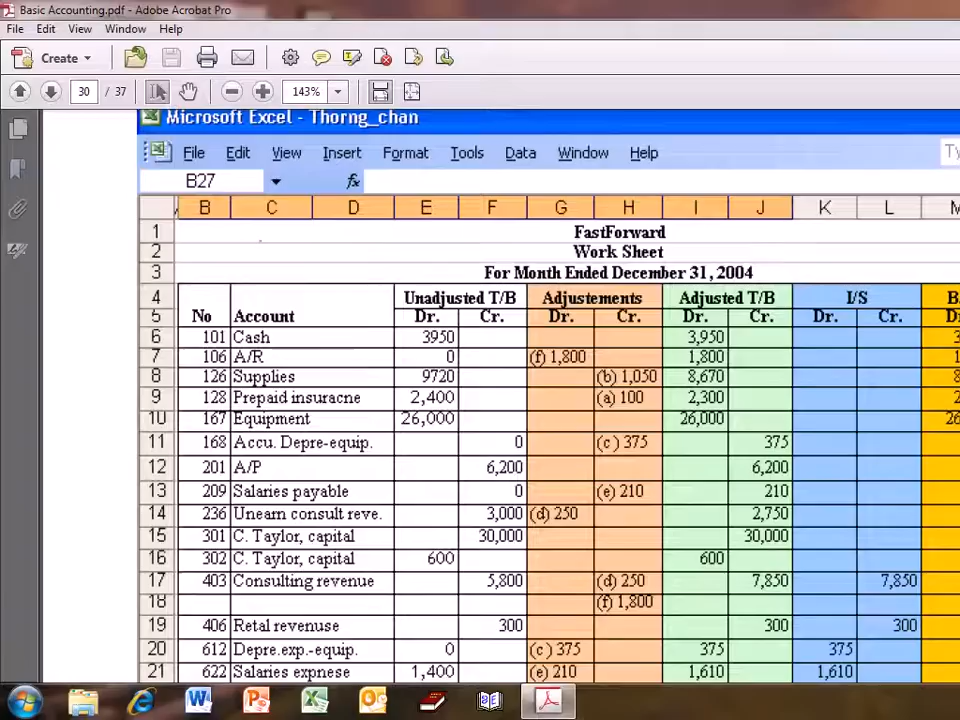 Basic Accounting.pdf - Adobe Acrobat Pro
File Edit View Window Help
Create
30 / 37 143%
Microsoft Excel - Thorng_chan
File Edit View Insert Format Tools Data Window Help Ty
B27 fx
B C D E F G H I J K L M
1 FastForward
2 Work Sheet
3 For Month Ended December 31, 2004
4 Unadjusted T/B Adjustements Adjusted T/B I/S B
5 No Account Dr. Cr. Dr. Cr. Dr. Cr. Dr. Cr. D
6 101 Cash 3950 3,950 3
7 106 A/R 0 (f) 1,800 1,800 1
8 126 Supplies 9720 (b) 1,050 8,670 8
9 128 Prepaid insuracne 2,400 (a) 100 2,300 2
10 167 Equipment 26,000 26,000 26
11 168 Accu. Depre-equip. 0 (c ) 375 375
12 201 A/P 6,200 6,200
13 209 Salaries payable 0 (e) 210 210
14 236 Unearn consult reve. 3,000 (d) 250 2,750
15 301 C. Taylor, capital 30,000 30,000
16 302 C. Taylor, capital 600 600
17 403 Consulting revenue 5,800 (d) 250 7,850 7,850
18 (f) 1,800
19 406 Retal revenuse 300 300 300
20 612 Depre.exp.-equip. 0 (c ) 375 375 375
21 622 Salaries expnese 1,400 (e) 210 1,610 1,610